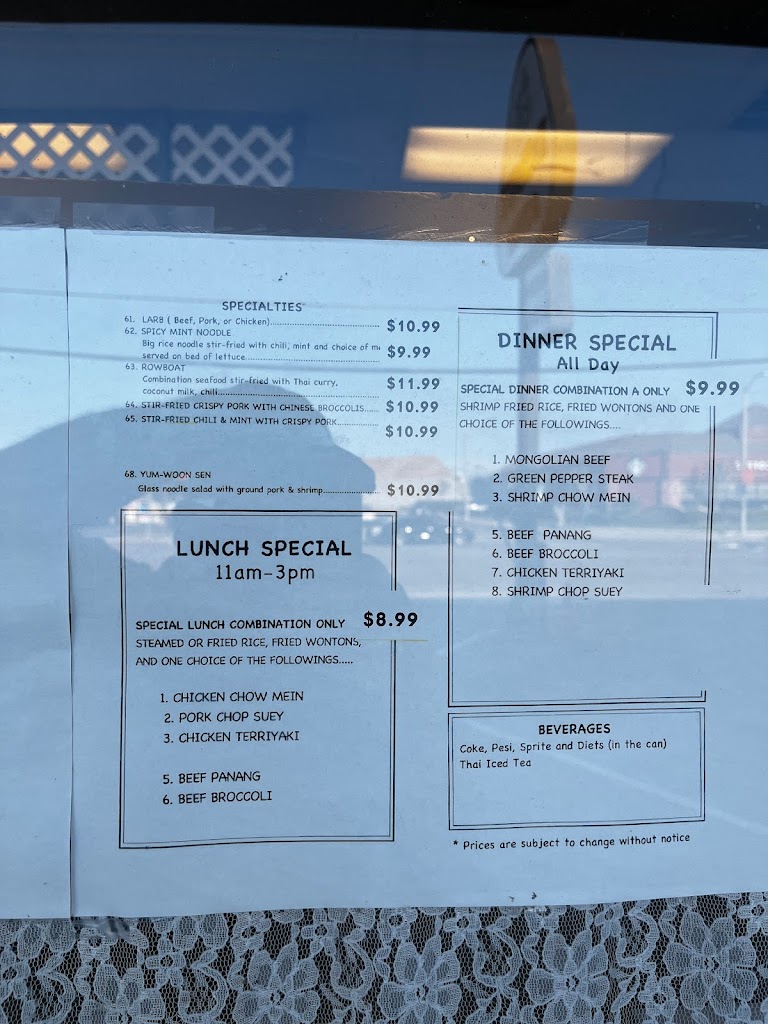 SPECIALTIES
61. LARB ( Beef, Pork, or Chicken)................................ $10.99
62. SPICY MINT NOODLE
Big rice noodle stir-fried with chili, mint and choice of m
served on bed of lettuce........................................ $9.99
63. ROWBOAT
Combination seafood stir-fried with Thai curry,
coconut milk, chili................................................ $11.99
64. STIR-FRIED CRISPY PORK WITH CHINESE BROCCOLIS...... $10.99
65. STIR-FRIED CHILI & MINT WITH CRISPY PORK............. $10.99
68. YUM-WOON SEN
Glass noodle salad with ground pork & shrimp................. $10.99
LUNCH SPECIAL
11am-3pm
SPECIAL LUNCH COMBINATION ONLY $8.99
STEAMED OR FRIED RICE, FRIED WONTONS,
AND ONE CHOICE OF THE FOLLOWINGS.....
1. CHICKEN CHOW MEIN
2. PORK CHOP SUEY
3. CHICKEN TERRIYAKI
5. BEEF PANANG
6. BEEF BROCCOLI
DINNER SPECIAL
All Day
SPECIAL DINNER COMBINATION A ONLY $9.99
SHRIMP FRIED RICE, FRIED WONTONS AND ONE
CHOICE OF THE FOLLOWINGS....
1. MONGOLIAN BEEF
2. GREEN PEPPER STEAK
3. SHRIMP CHOW MEIN
5. BEEF PANANG
6. BEEF BROCCOLI
7. CHICKEN TERRIYAKI
8. SHRIMP CHOP SUEY
BEVERAGES
Coke, Pesi, Sprite and Diets (in the can)
Thai Iced Tea
* Prices are subject to change without notice